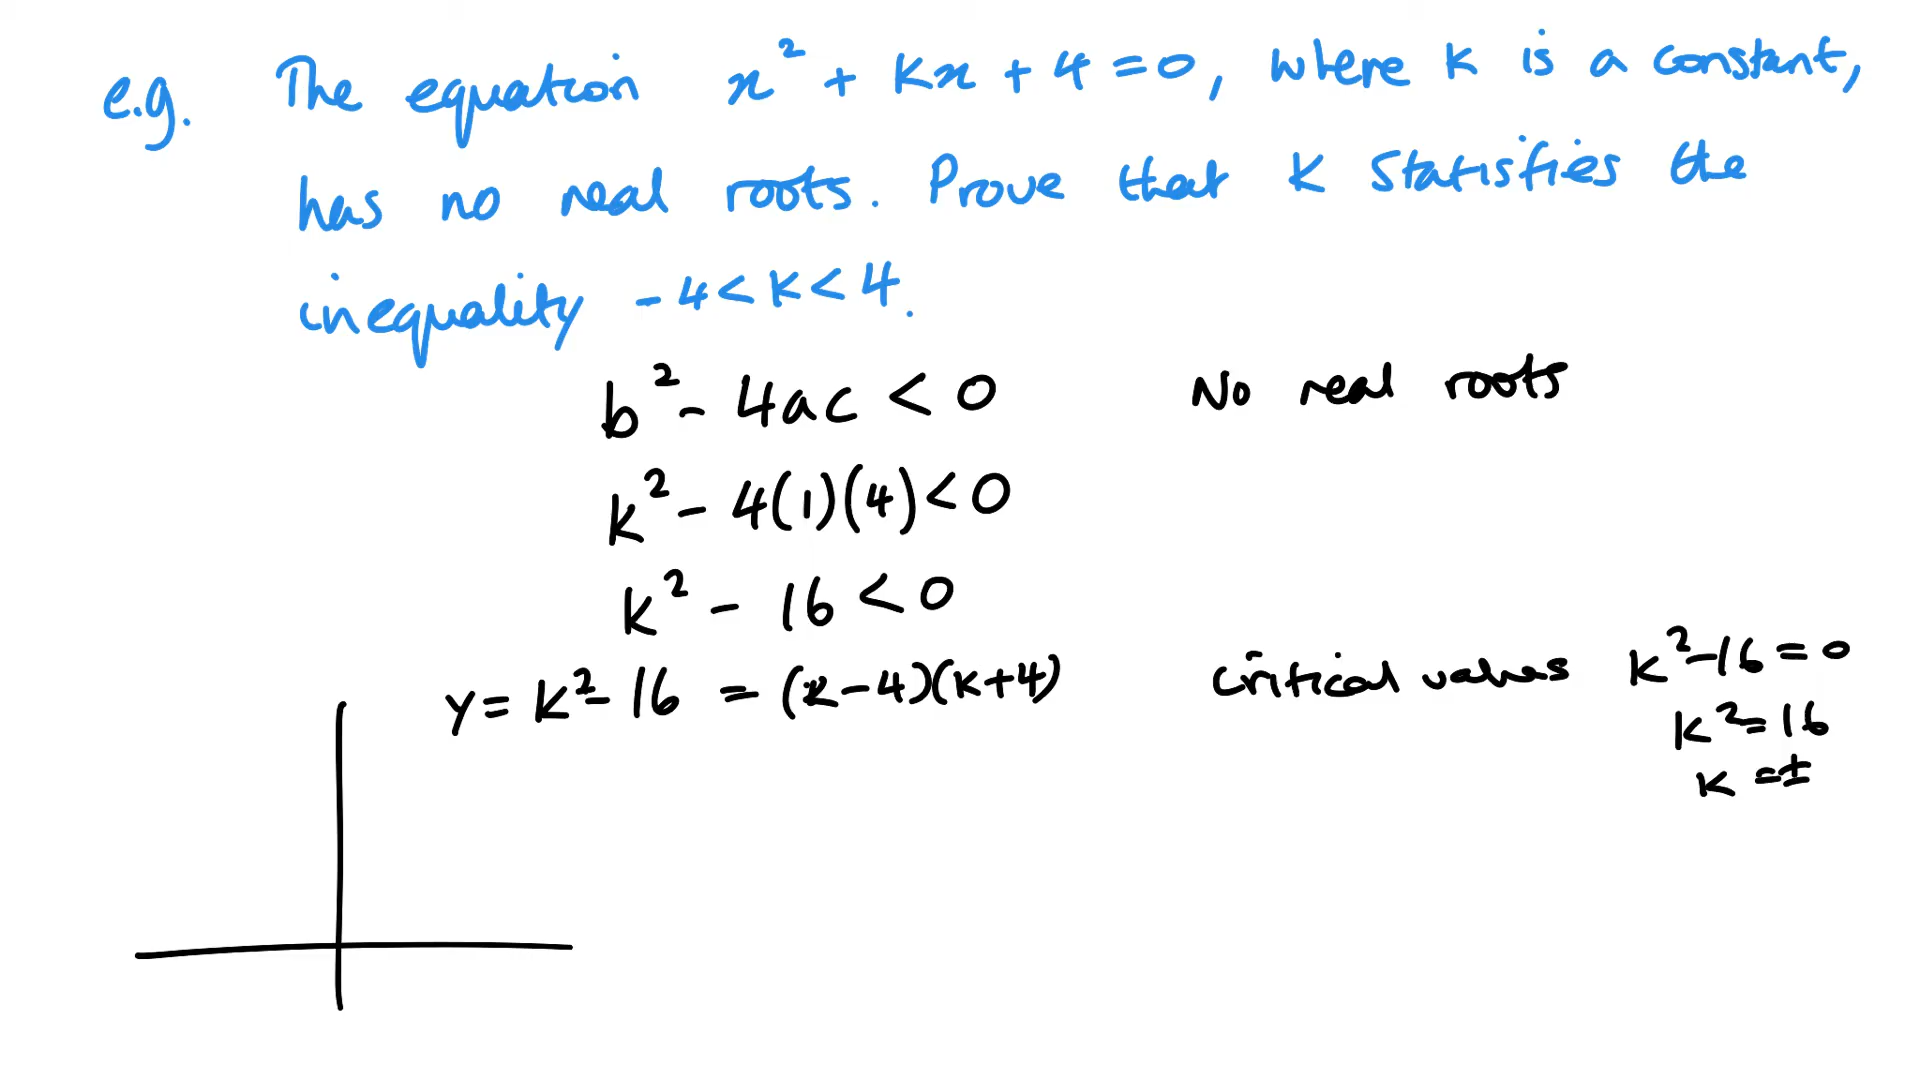 e.g. The equation x² + kx + 4 = 0, where k is a constant,
has no real roots. Prove that k Statisfies the
inequality -4 < k < 4.
b² - 4ac < 0 No real roots
k² - 4(1)(4) < 0
k² - 16 < 0
y = k² - 16 = (k - 4)(k + 4) critical values k² - 16 = 0
k² = 16
k = ±